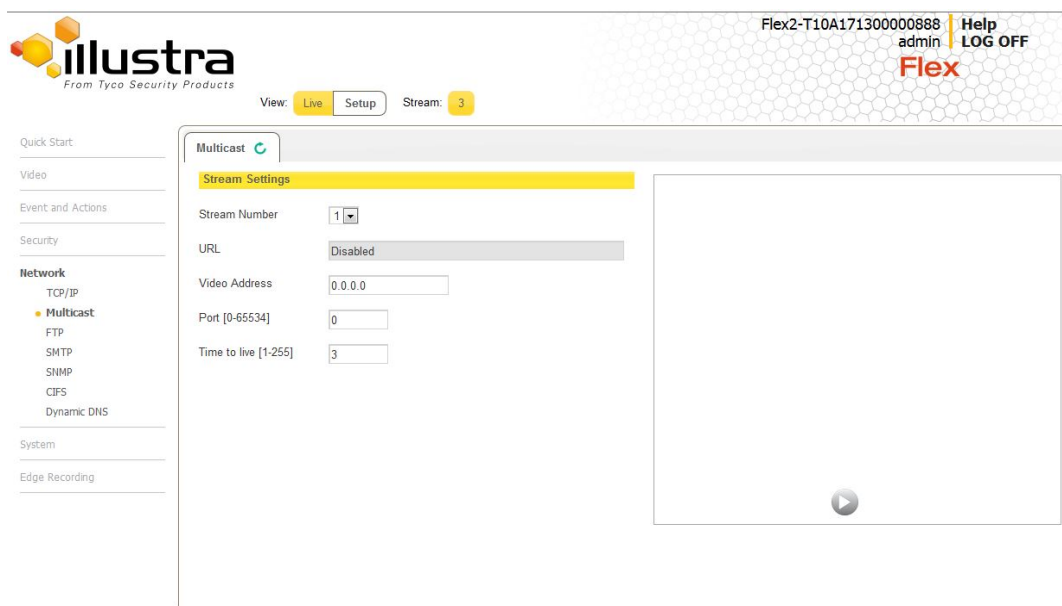 Flex2-T10A171300000888 Help
admin LOG OFF
Flex
illustra
From Tyco Security Products
View: Live Setup Stream: 3
Quick Start
Video
Event and Actions
Security
Network
TCP/IP
Multicast
FTP
SMTP
SNMP
CIFS
Dynamic DNS
System
Edge Recording
Multicast
Stream Settings
Stream Number 1
URL Disabled
Video Address 0.0.0.0
Port [0-65534] 0
Time to live [1-255] 3